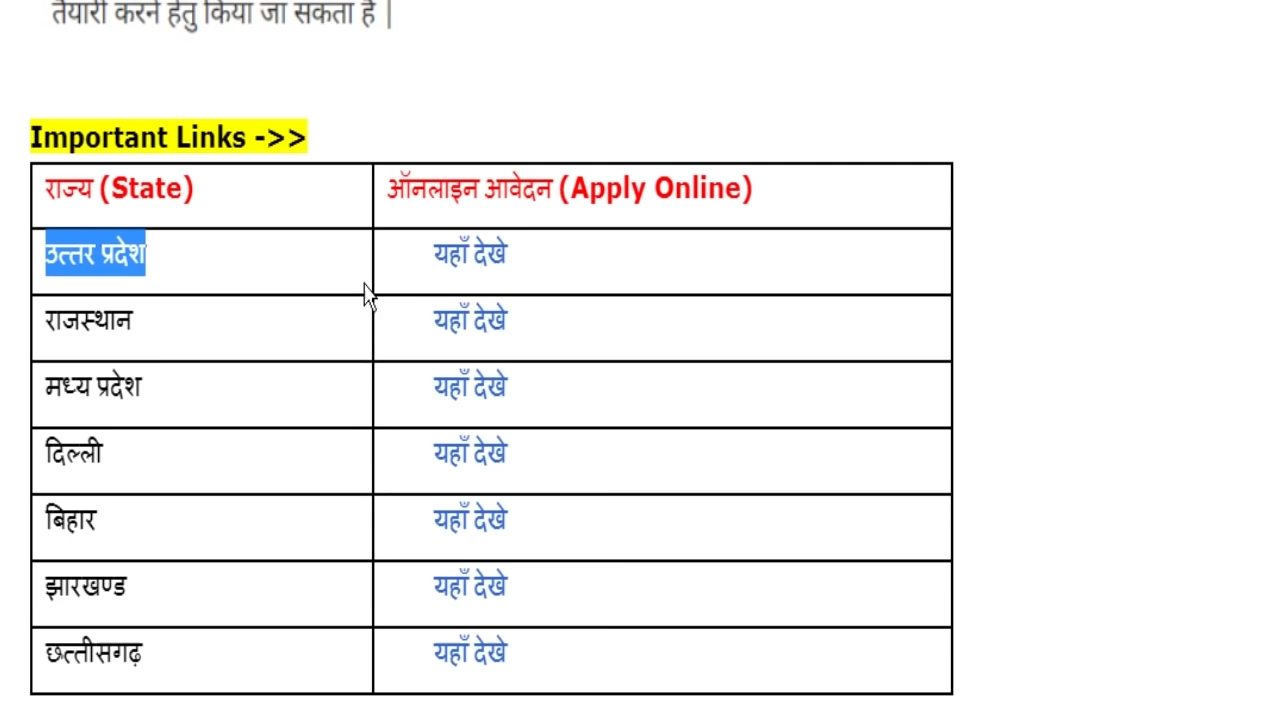 तैयारी करने हेतु किया जा सकता है |
Important Links ->>
राज्य (State) ऑनलाइन आवेदन (Apply Online)
उत्तर प्रदेश यहाँ देखे
राजस्थान यहाँ देखे
मध्य प्रदेश यहाँ देखे
दिल्ली यहाँ देखे
बिहार यहाँ देखे
झारखण्ड यहाँ देखे
छत्तीसगढ़ यहाँ देखे